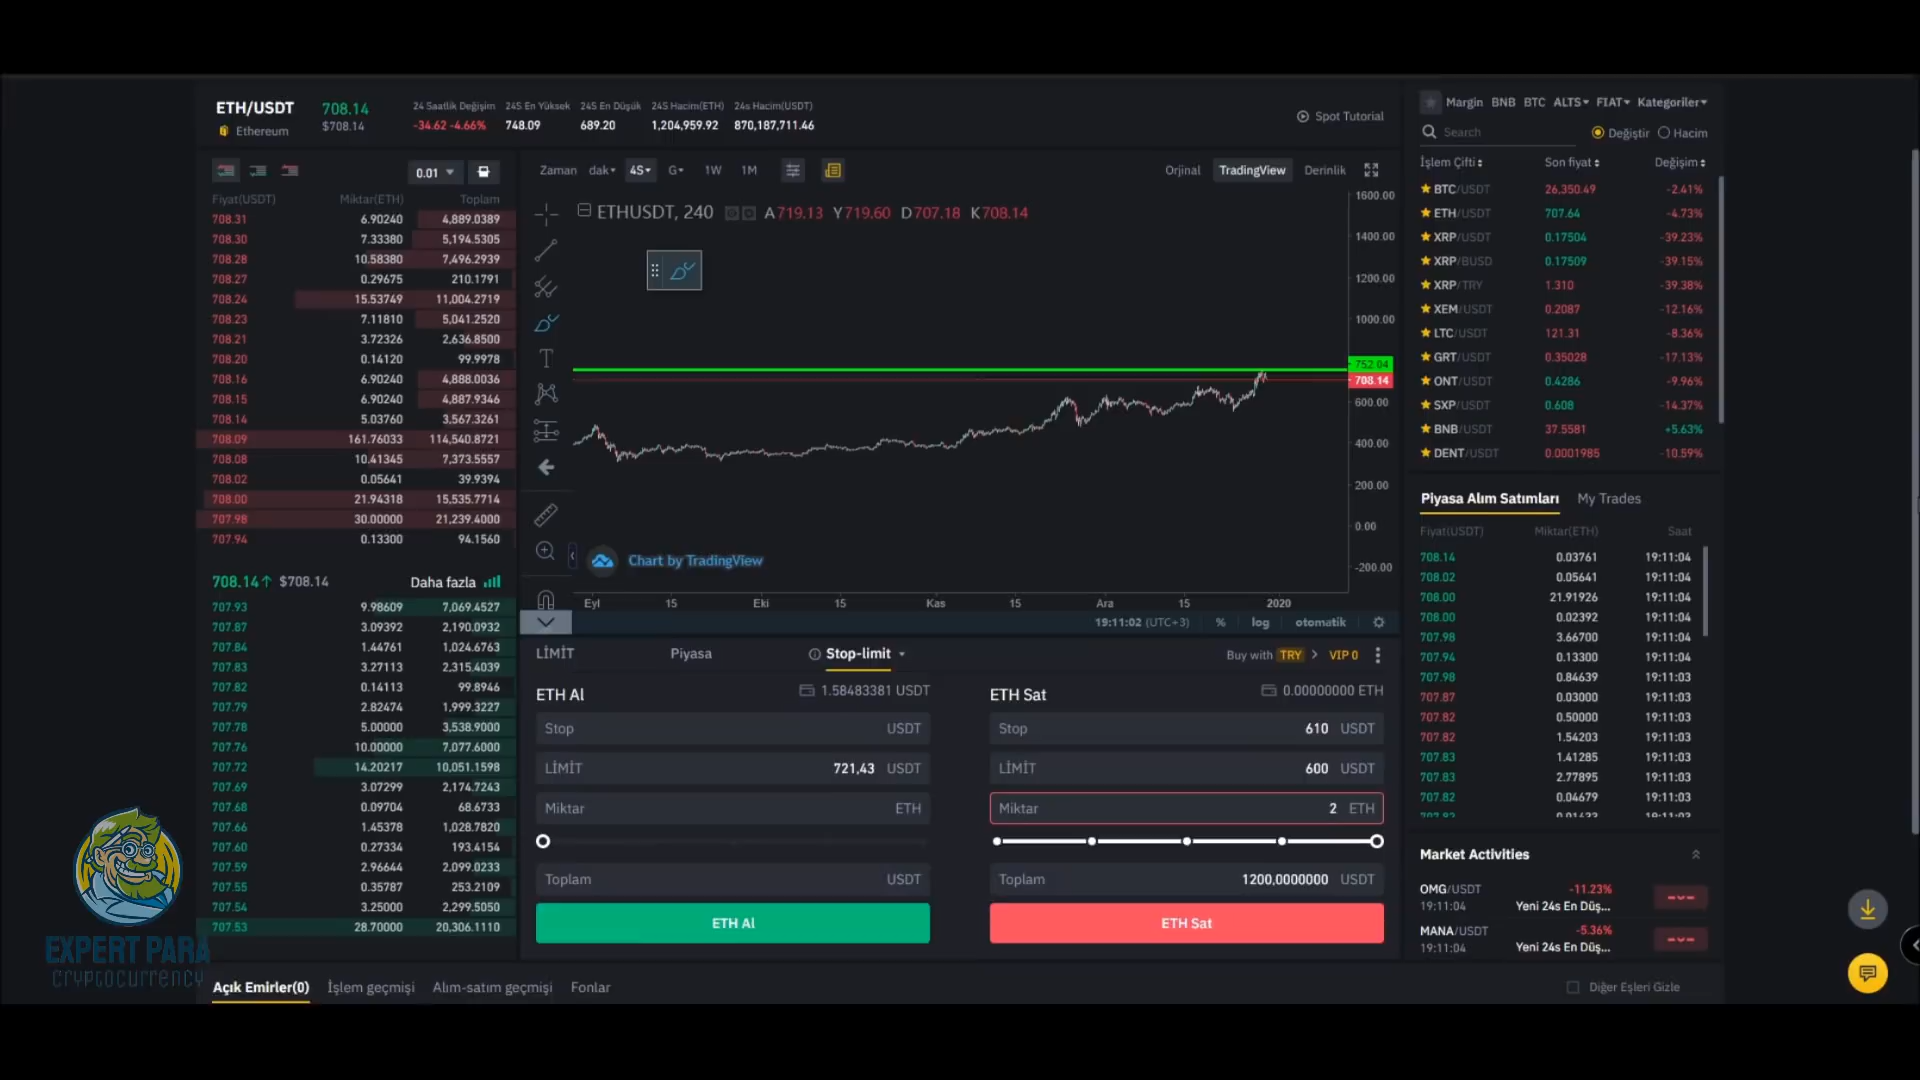 ETH/USDT 708.14 24 Saatlik Değişim 24S En Yüksek 24S En Düşük 24S Hacim(ETH) 24s Hacim(USDT)
Ethereum $708.14 -34.62 -4.66% 748.09 689.20 1,204,959.92 870,187,711.46
Spot Tutorial
0.01
Fiyat(USDT) Miktar(ETH) Toplam
708.31 6.90240 4,889.0389
708.30 7.33380 5,194.5305
708.28 10.58380 7,496.2939
708.27 0.29675 210.1791
708.24 15.53749 11,004.2719
708.23 7.11810 5,041.2520
708.21 3.72326 2,636.8500
708.20 0.14120 99.9978
708.16 6.90240 4,888.0036
708.15 6.90240 4,887.9346
708.14 5.03760 3,567.3261
708.09 161.76033 114,540.8721
708.08 10.41345 7,373.5557
708.02 0.05641 39.9394
708.00 21.94318 15,535.7714
707.98 30.00000 21,239.4000
707.94 0.13300 94.1560
708.14↑ $708.14 Daha fazla
707.93 9.98609 7,069.4527
707.87 3.09392 2,190.0932
707.84 1.44761 1,024.6763
707.83 3.27113 2,315.4039
707.82 0.14113 99.8946
707.79 2.82474 1,999.3227
707.78 5.00000 3,538.9000
707.76 10.00000 7,077.6000
707.72 14.20217 10,051.1598
707.69 3.07299 2,174.7243
707.68 0.09704 68.6733
707.66 1.45378 1,028.7820
707.60 0.27334 193.4154
707.59 2.96644 2,099.0233
707.55 0.35787 253.2109
707.54 3.25000 2,299.5050
707.53 28.70000 20,306.1110
Zaman dak 4S G 1W 1M
Orjinal TradingView Derinlik
ETHUSDT, 240 A719.13 Y719.60 D707.18 K708.14
1600.00
1400.00
1200.00
1000.00
752.04
708.14
600.00
400.00
200.00
0.00
-200.00
Chart by TradingView
Eyl 15 Eki 15 Kas 15 Ara 15 2020
19:11:02 (UTC+3) % log otomatik
LİMİT Piyasa Stop-limit Buy with TRY > VIP 0
ETH Al 1.58483381 USDT
Stop USDT
LİMİT 721,43 USDT
Miktar ETH
Toplam USDT
ETH Al
ETH Sat 0.00000000 ETH
Stop 610 USDT
LİMİT 600 USDT
Miktar 2 ETH
Toplam 1200,0000000 USDT
ETH Sat
Margin BNB BTC ALTS FIAT Kategoriler
Search Değiştir Hacim
İşlem Çifti Son fiyat Değişim
BTC/USDT 26,350.49 -2.41%
ETH/USDT 707.64 -4.73%
XRP/USDT 0.17504 -39.23%
XRP/BUSD 0.17509 -39.15%
XRP/TRY 1.310 -39.38%
XEM/USDT 0.2087 -12.16%
LTC/USDT 121.31 -8.36%
GRT/USDT 0.35028 -17.13%
ONT/USDT 0.4286 -9.96%
SXP/USDT 0.608 -14.37%
BNB/USDT 37.5581 +5.63%
DENT/USDT 0.0001985 -10.59%
Piyasa Alım Satımları My Trades
Fiyat(USDT) Miktar(ETH) Saat
708.14 0.03761 19:11:04
708.02 0.05641 19:11:04
708.00 21.91926 19:11:04
708.00 0.02392 19:11:04
707.98 3.66700 19:11:04
707.94 0.13300 19:11:04
707.98 0.84639 19:11:03
707.87 0.03000 19:11:03
707.82 0.50000 19:11:03
707.82 1.54203 19:11:03
707.83 1.41285 19:11:03
707.83 2.77895 19:11:03
707.82 0.04679 19:11:03
Market Activities
OMG/USDT -11.23%
19:11:04 Yeni 24s En Düş...
MANA/USDT -5.36%
19:11:04 Yeni 24s En Düş...
EXPERT PARA
CRYPTOCURRENCY
Açık Emirler(0) İşlem geçmişi Alım-satım geçmişi Fonlar
Diğer Eşleri Gizle